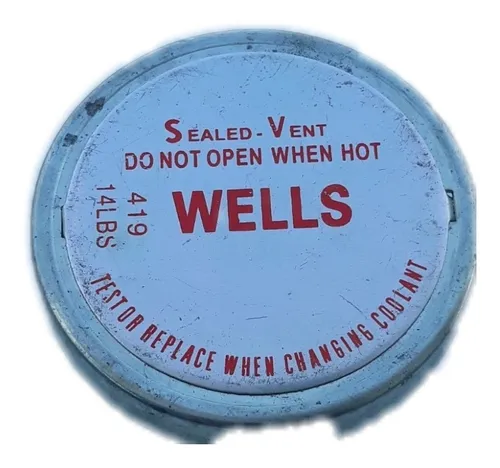 SEALED-VENT
DO NOT OPEN WHEN HOT
WELLS
419
14LBS
TEST OR REPLACE WHEN CHANGING COOLANT